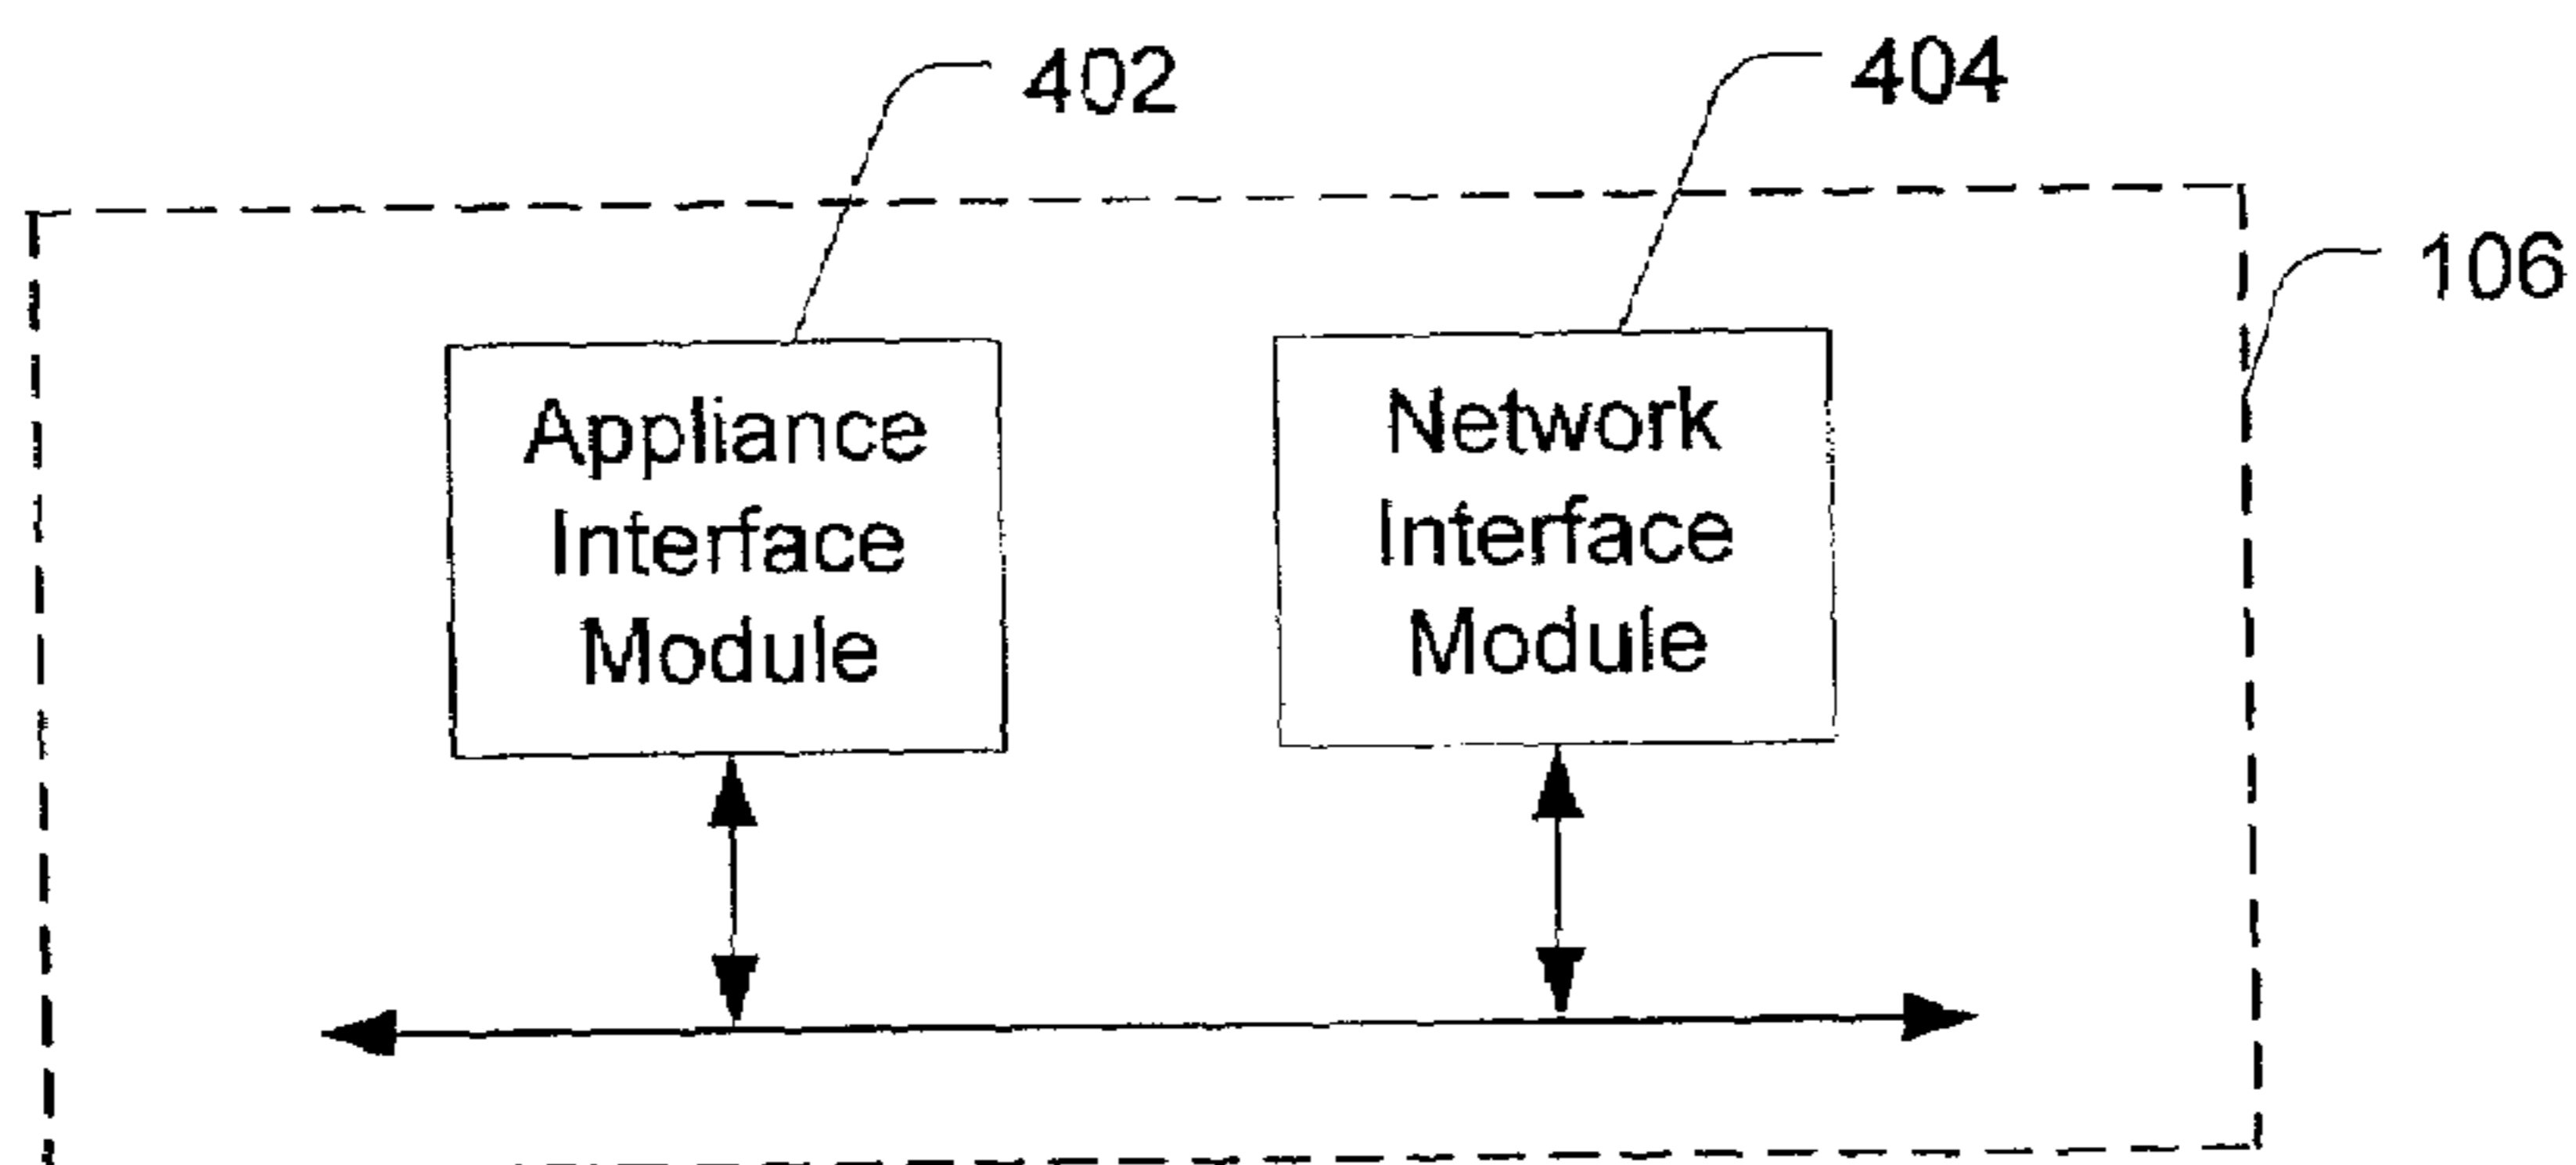 402
404
106
Appliance
Interface
Module
Network
Interface
Module